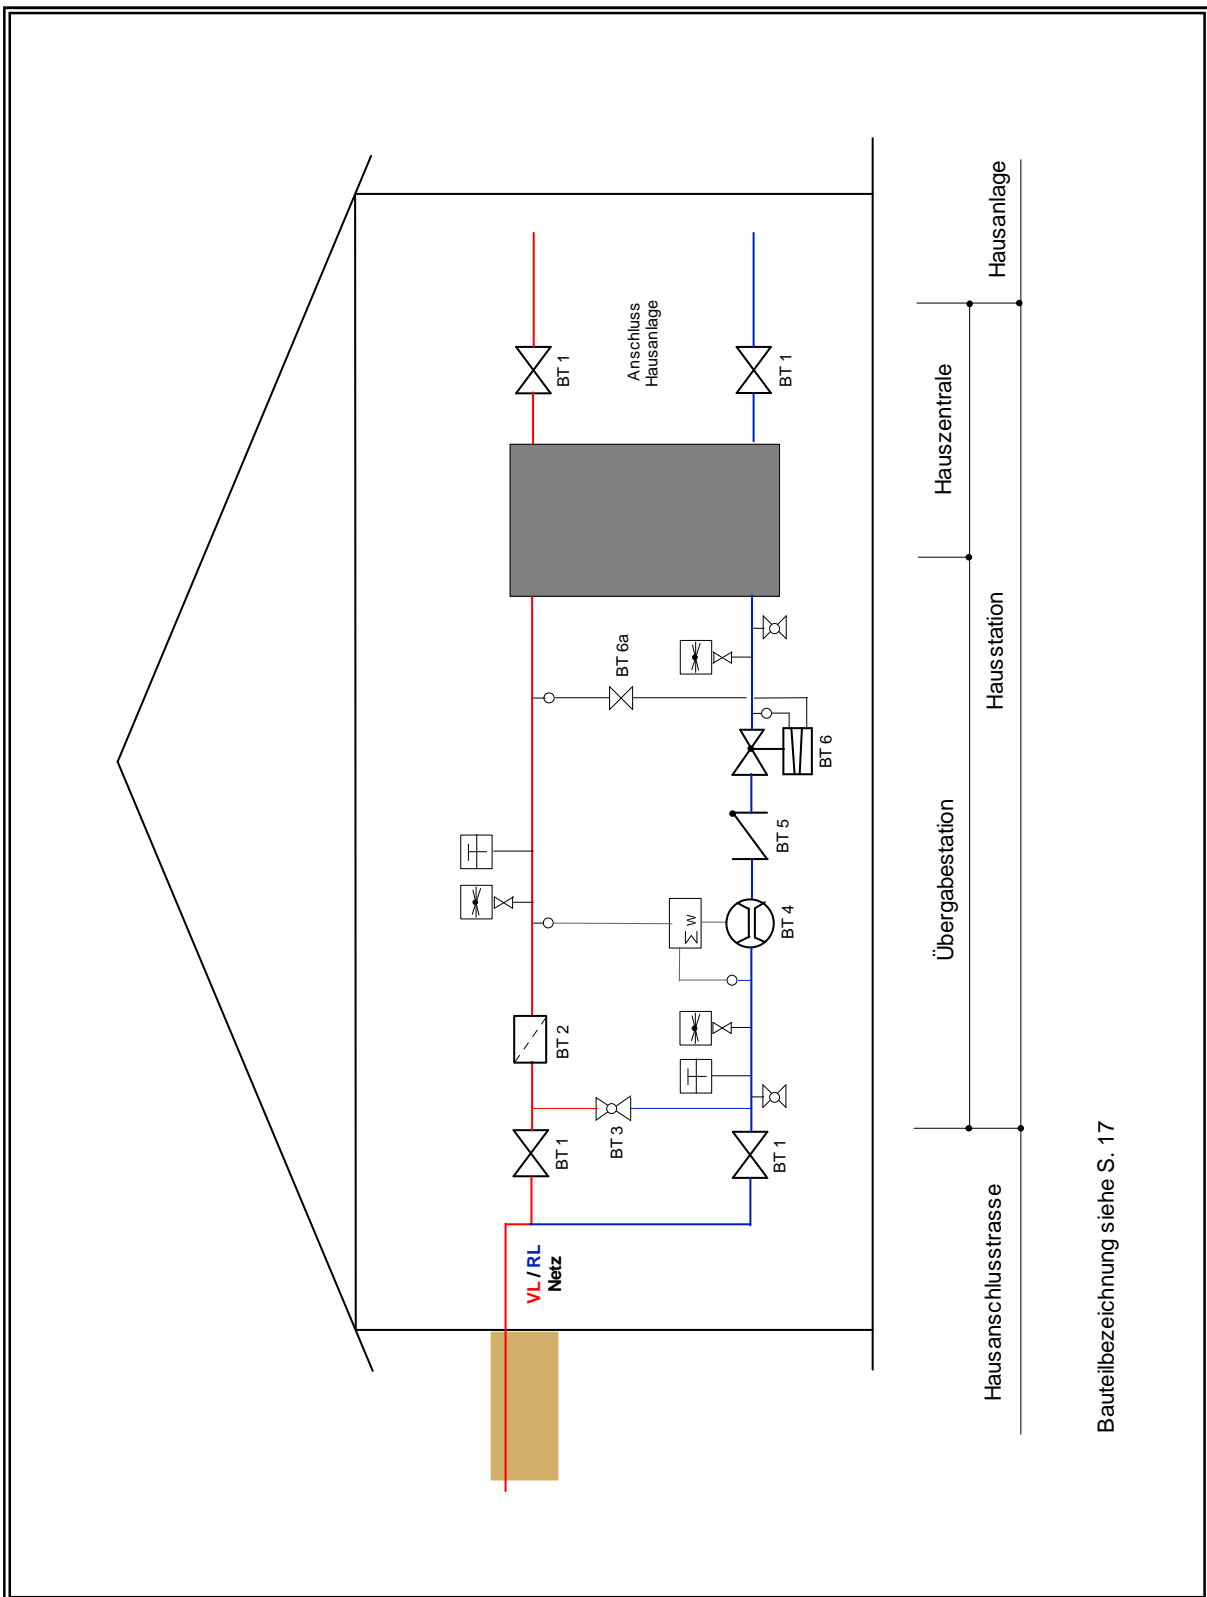 VL / RL
Netz
BT 1
BT 2
BT 3
BT 1
BT 4
W
BT 5
BT 6
BT 6a
BT 1
Anschluss
Hausanlage
BT 1
Übergabestation
Hauszentrale
Hausanschlusstrasse
Hausstation
Hausanlage
Bauteilbezeichnung siehe S. 17